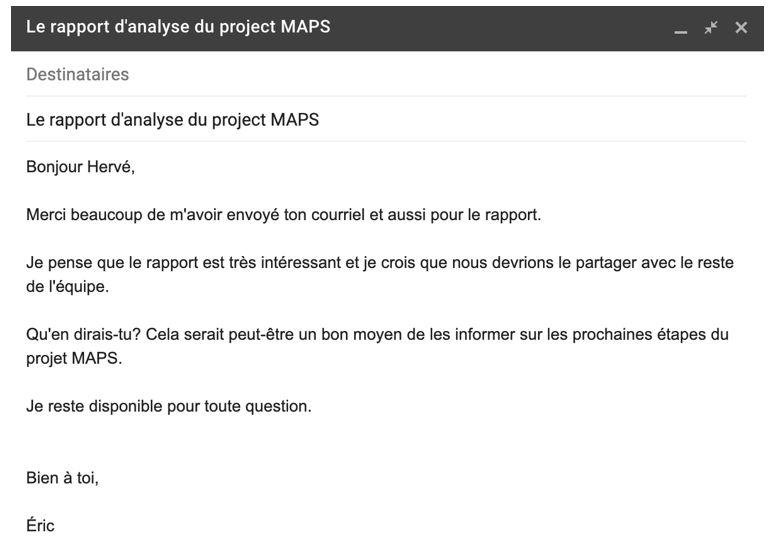 Le rapport d'analyse du project MAPS
Destinataires
Le rapport d'analyse du project MAPS
Bonjour Hervé,
Merci beaucoup de m'avoir envoyé ton courriel et aussi pour le rapport.
Je pense que le rapport est très intéressant et je crois que nous devrions le partager avec le reste
de l'équipe.
Qu'en dirais-tu? Cela serait peut-être un bon moyen de les informer sur les prochaines étapes du
projet MAPS.
Je reste disponible pour toute question.
Bien à toi,
Éric